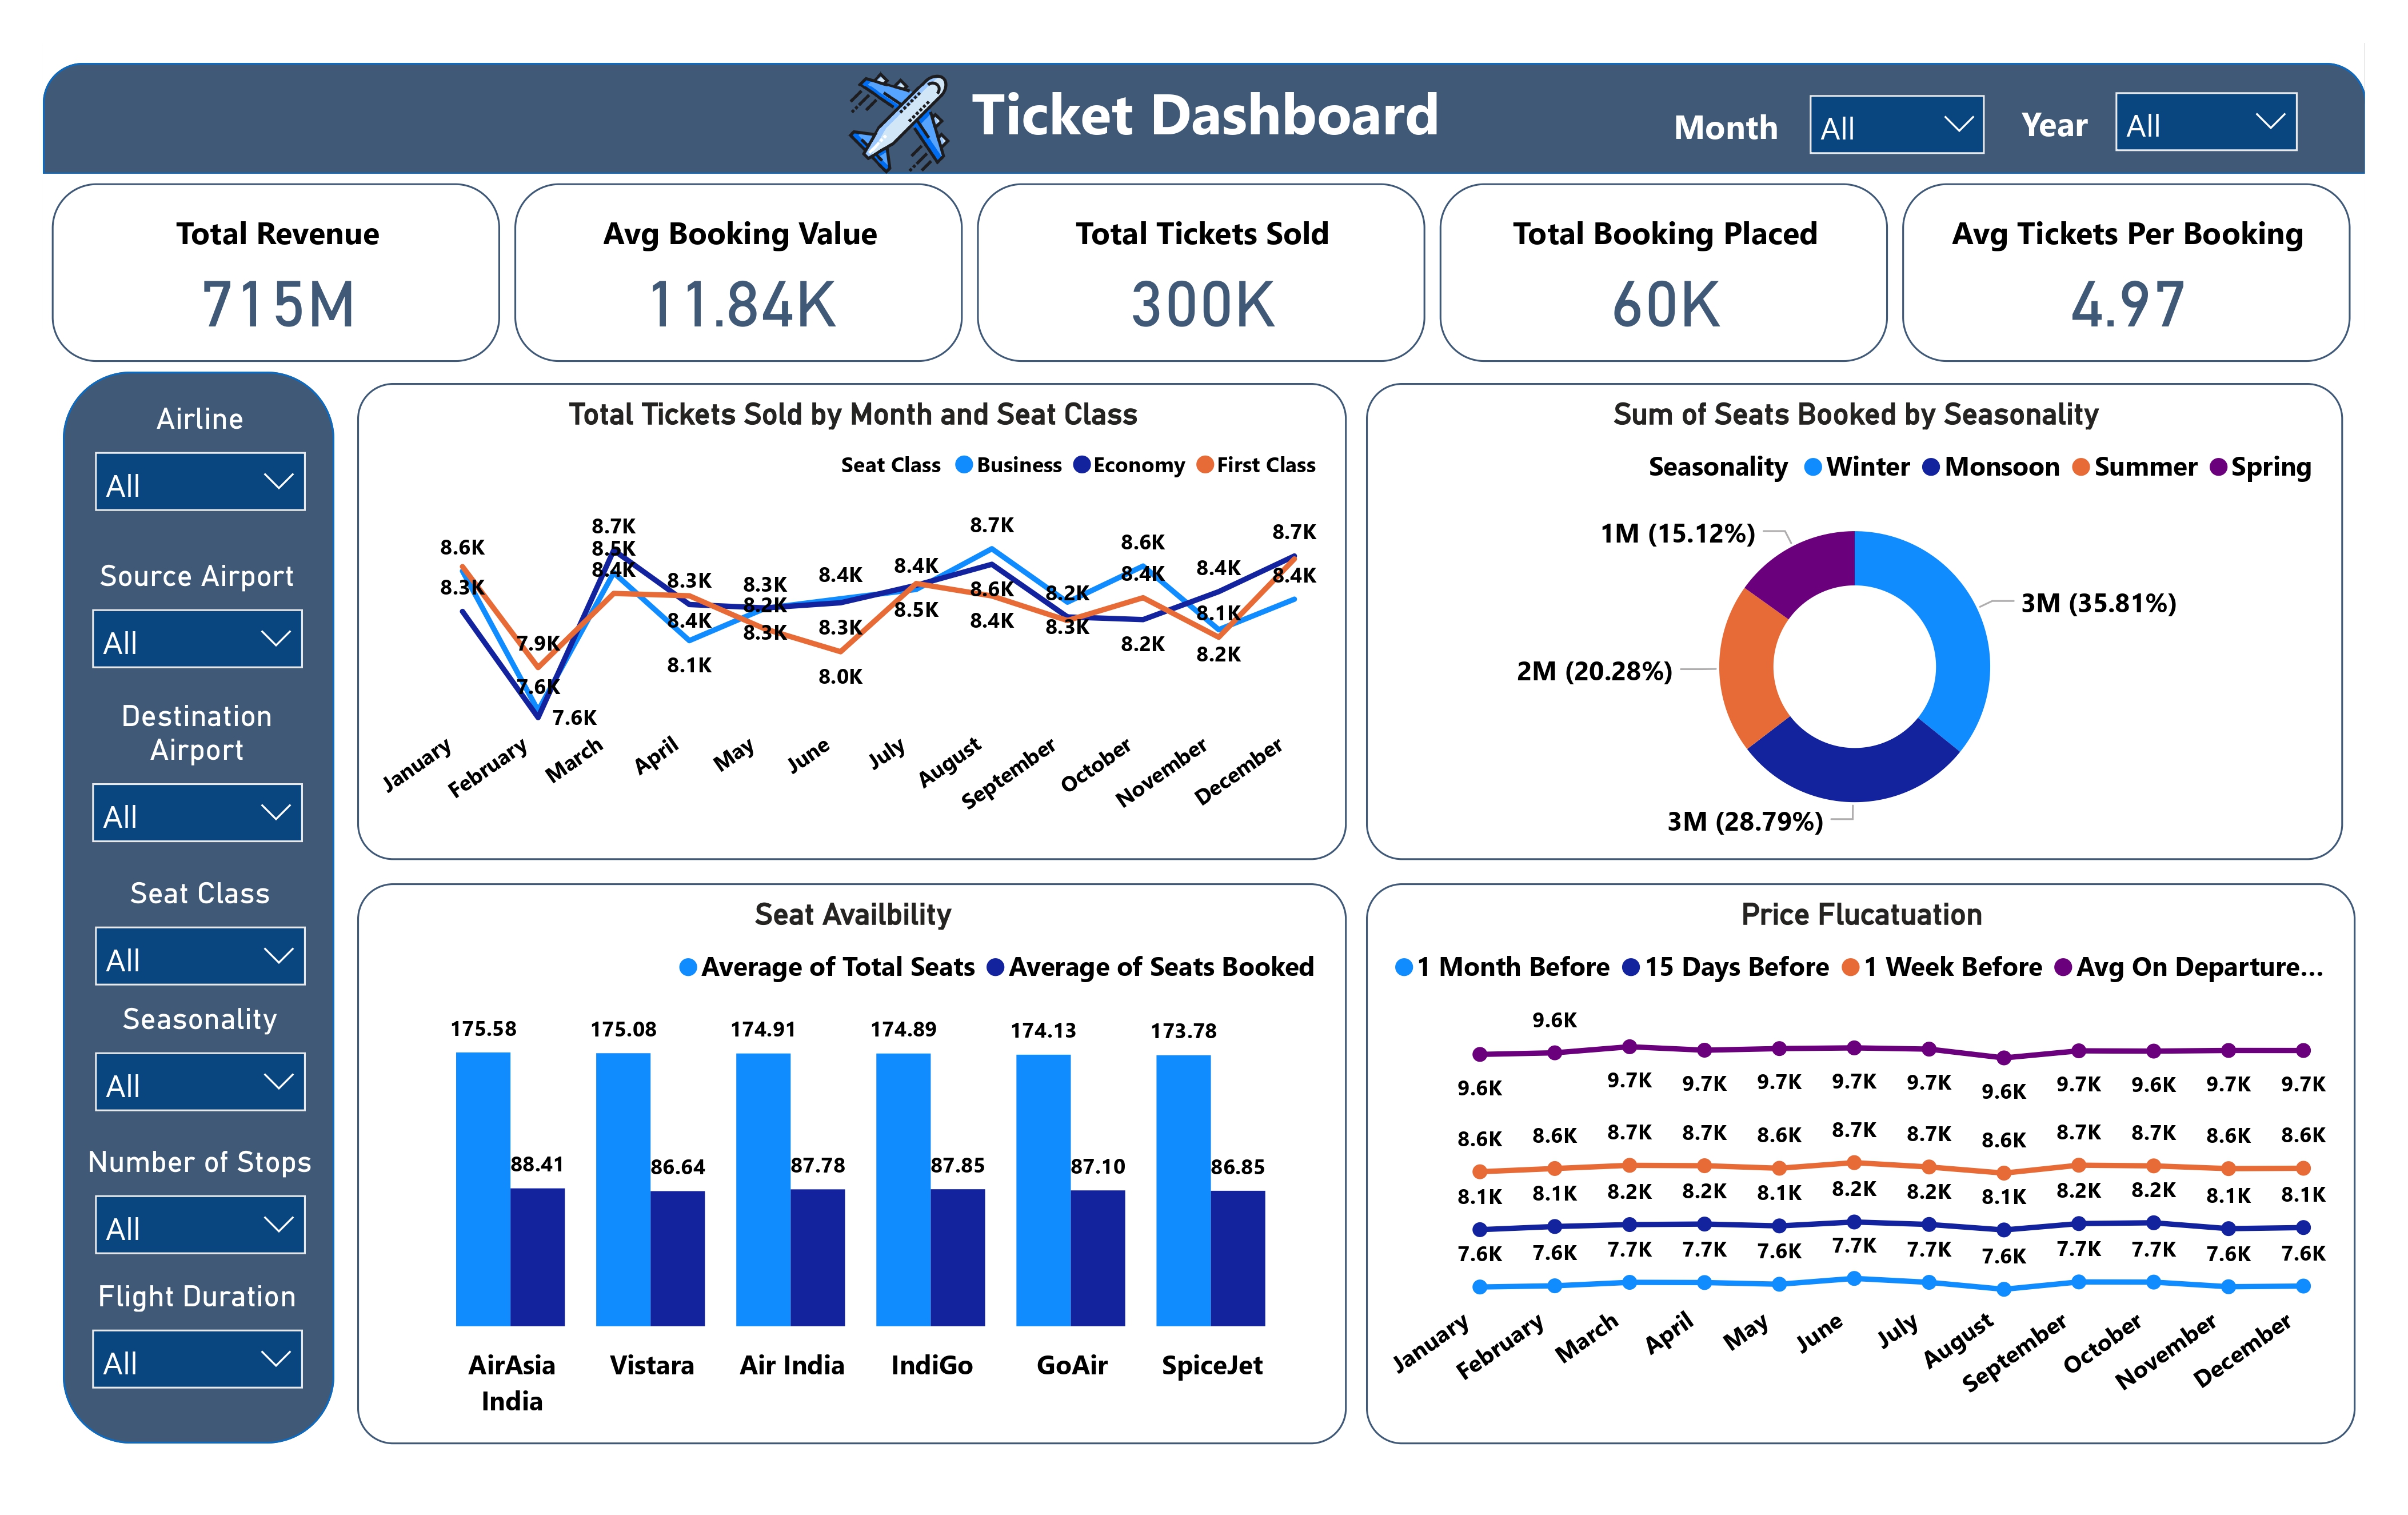 Ticket Dashboard
Month
All
Year
All
Total Revenue
715M
Avg Booking Value
11.84K
Total Tickets Sold
300K
Total Booking Placed
60K
Avg Tickets Per Booking
4.97
Airline
All
Source Airport
All
Destination
Airport
All
Seat Class
All
Seasonality
All
Number of Stops
All
Flight Duration
All
Total Tickets Sold by Month and Seat Class
Seat Class Business Economy First Class
8.6K 8.7K 8.7K 8.6K 8.7K
8.5K
8.4K 8.3K 8.3K 8.4K 8.4K 8.4K 8.4K 8.4K
8.3K 8.2K 8.6K 8.2K
8.4K 8.3K 8.3K 8.5K 8.4K 8.3K 8.1K
7.9K 8.1K 8.0K 8.2K 8.2K
7.6K
7.6K
January February March April May June July August September October November December
Sum of Seats Booked by Seasonality
Seasonality Winter Monsoon Summer Spring
1M (15.12%)
3M (35.81%)
2M (20.28%)
3M (28.79%)
Seat Availbility
Average of Total Seats Average of Seats Booked
175.58 175.08 174.91 174.89 174.13 173.78
88.41 86.64 87.78 87.85 87.10 86.85
AirAsia Vistara Air India IndiGo GoAir SpiceJet
India
Price Flucatuation
1 Month Before 15 Days Before 1 Week Before Avg On Departure...
9.6K 9.6K 9.7K 9.7K 9.7K 9.7K 9.7K 9.6K 9.7K 9.6K 9.7K 9.7K
8.6K 8.6K 8.7K 8.7K 8.6K 8.7K 8.7K 8.6K 8.7K 8.7K 8.6K 8.6K
8.1K 8.1K 8.2K 8.2K 8.1K 8.2K 8.2K 8.1K 8.2K 8.2K 8.1K 8.1K
7.6K 7.6K 7.7K 7.7K 7.6K 7.7K 7.7K 7.6K 7.7K 7.7K 7.6K 7.6K
January February March April May June July August September October November December